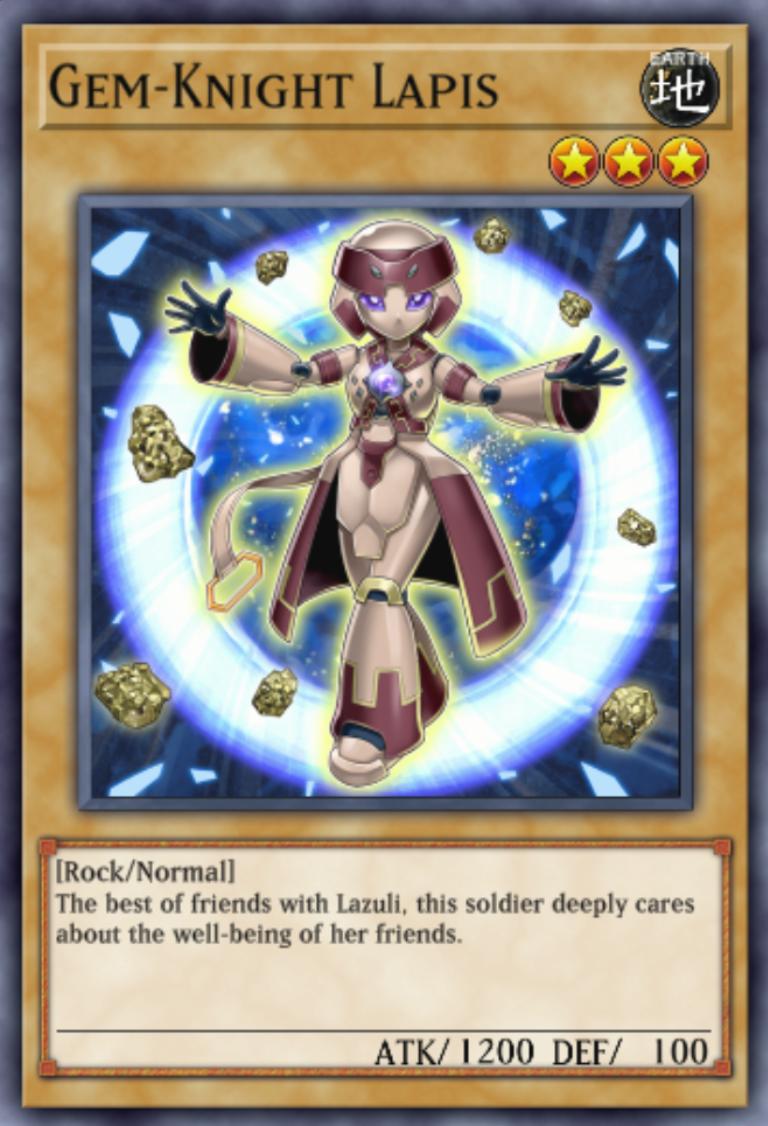 Gem-Knight Lapis
EARTH
地
[Rock/Normal]
The best of friends with Lazuli, this soldier deeply cares
about the well-being of her friends.
ATK/ 1200 DEF/ 100